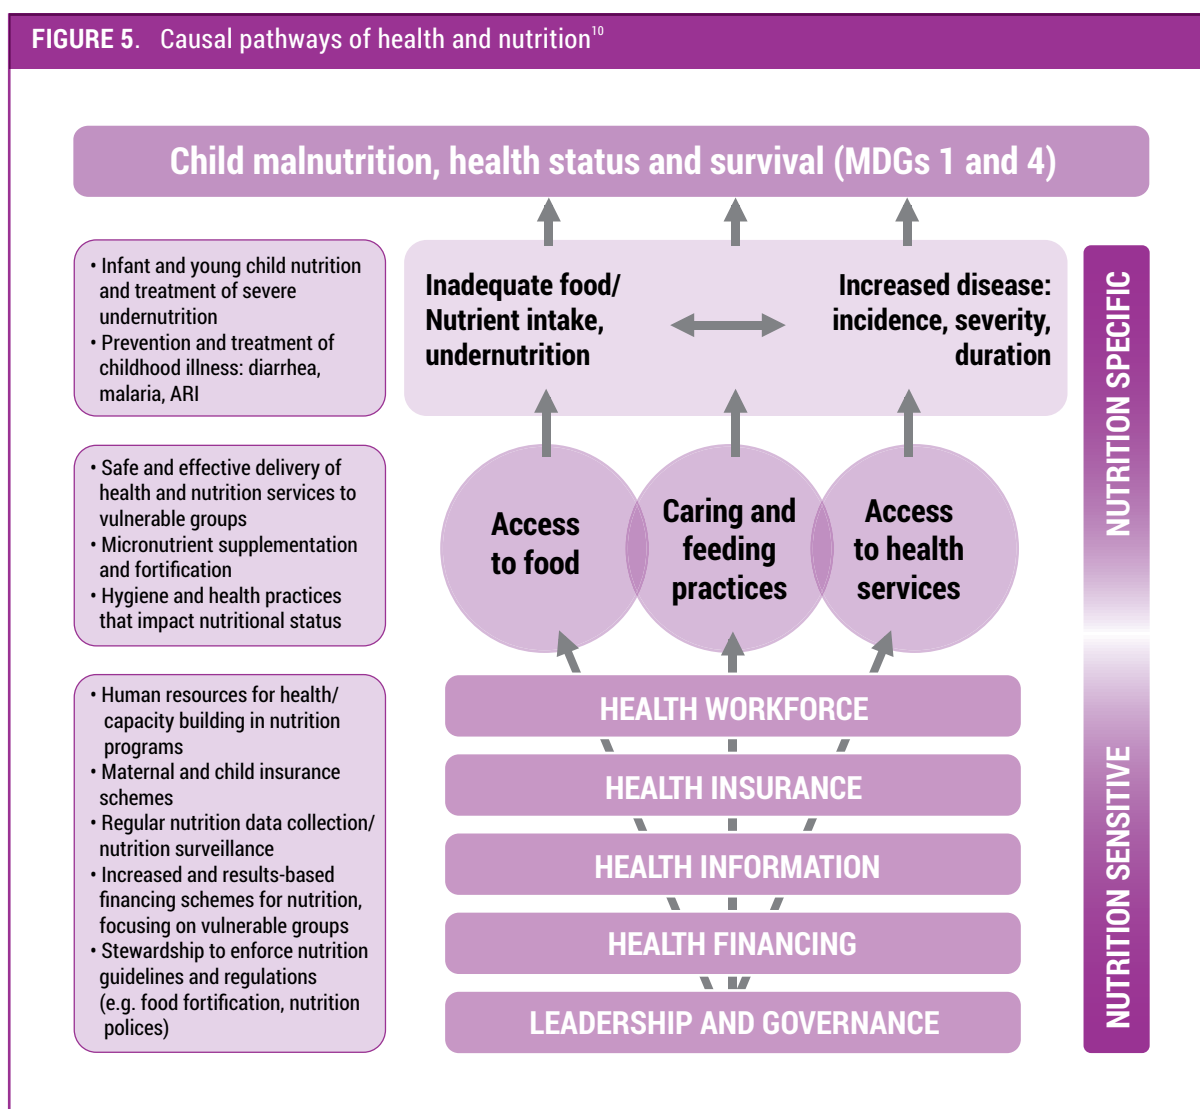 FIGURE 5. Causal pathways of health and nutrition10
Child malnutrition, health status and survival (MDGs 1 and 4)
• Infant and young child nutrition
and treatment of severe
undernutrition
• Prevention and treatment of
childhood illness: diarrhea,
malaria, ARI
Inadequate food/
Nutrient intake,
undernutrition
Increased disease:
incidence, severity,
duration
NUTRITION SPECIFIC
• Safe and effective delivery of
health and nutrition services to
vulnerable groups
• Micronutrient supplementation
and fortification
• Hygiene and health practices
that impact nutritional status
Access
to food
Caring and
feeding
practices
Access
to health
services
• Human resources for health/
capacity building in nutrition
programs
• Maternal and child insurance
schemes
• Regular nutrition data collection/
nutrition surveillance
• Increased and results-based
financing schemes for nutrition,
focusing on vulnerable groups
• Stewardship to enforce nutrition
guidelines and regulations
(e.g. food fortification, nutrition
polices)
HEALTH WORKFORCE
HEALTH INSURANCE
HEALTH INFORMATION
HEALTH FINANCING
LEADERSHIP AND GOVERNANCE
NUTRITION SENSITIVE